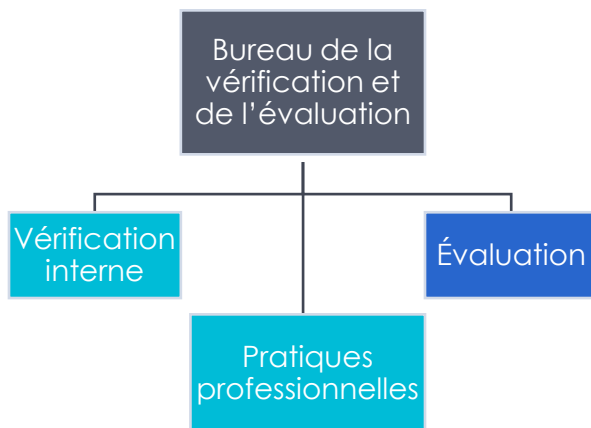 Bureau de la
vérification et
de l’évaluation
Vérification
interne
Évaluation
Pratiques
professionnelles